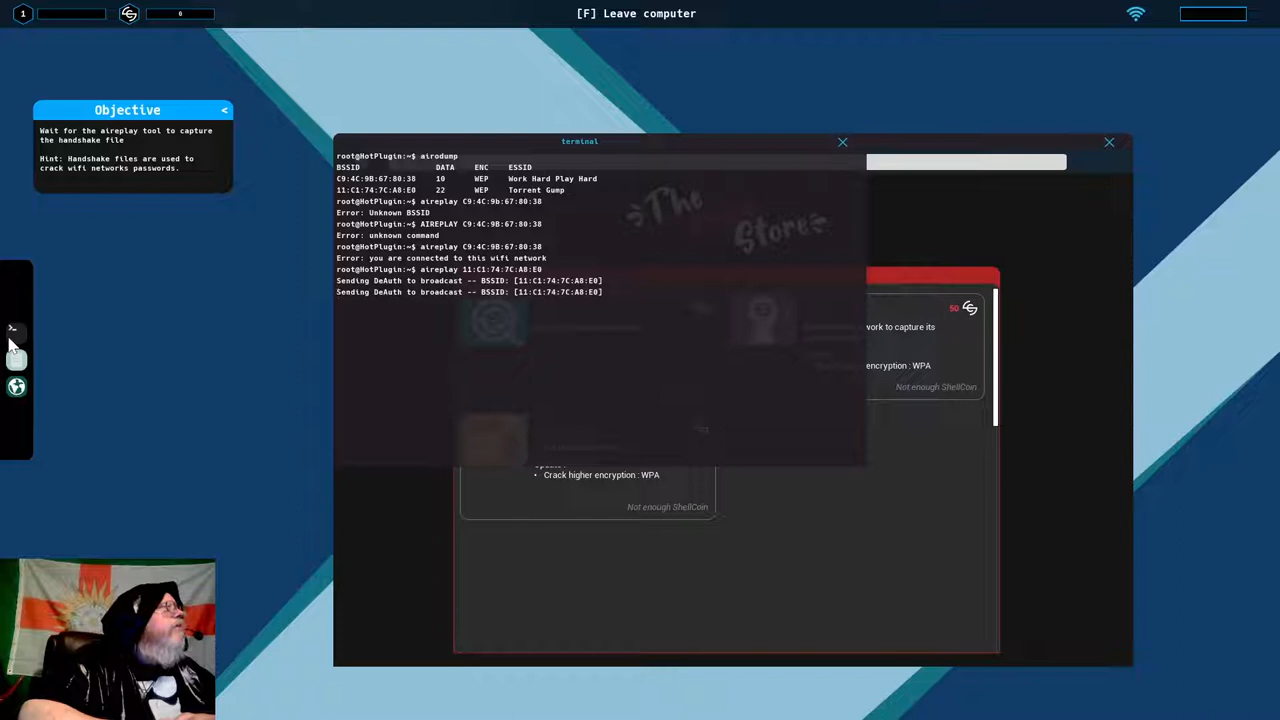 1
0
[F] Leave computer
Objective <
Wait for the aireplay tool to capture
the handshake file
Hint: Handshake files are used to
crack wifi networks passwords.
terminal
root@HotPlugin:~$ airodump
BSSID DATA ENC ESSID
C9:4C:9B:67:80:38 10 WEP Work Hard Play Hard
11:C1:74:7C:A8:E0 22 WEP Torrent Gump
root@HotPlugin:~$ aireplay C9:4C:9b:67:80:38
Error: Unknown BSSID
root@HotPlugin:~$ AIREPLAY C9:4C:9B:67:80:38
Error: unknown command
root@HotPlugin:~$ aireplay C9:4C:9B:67:80:38
Error: you are connected to this wifi network
root@HotPlugin:~$ aireplay 11:C1:74:7C:A8:E0
Sending DeAuth to broadcast -- BSSID: [11:C1:74:7C:A8:E0]
Sending DeAuth to broadcast -- BSSID: [11:C1:74:7C:A8:E0]
The
Store
50
work to capture its
encryption : WPA
Not enough ShellCoin
• Crack higher encryption : WPA
Not enough ShellCoin